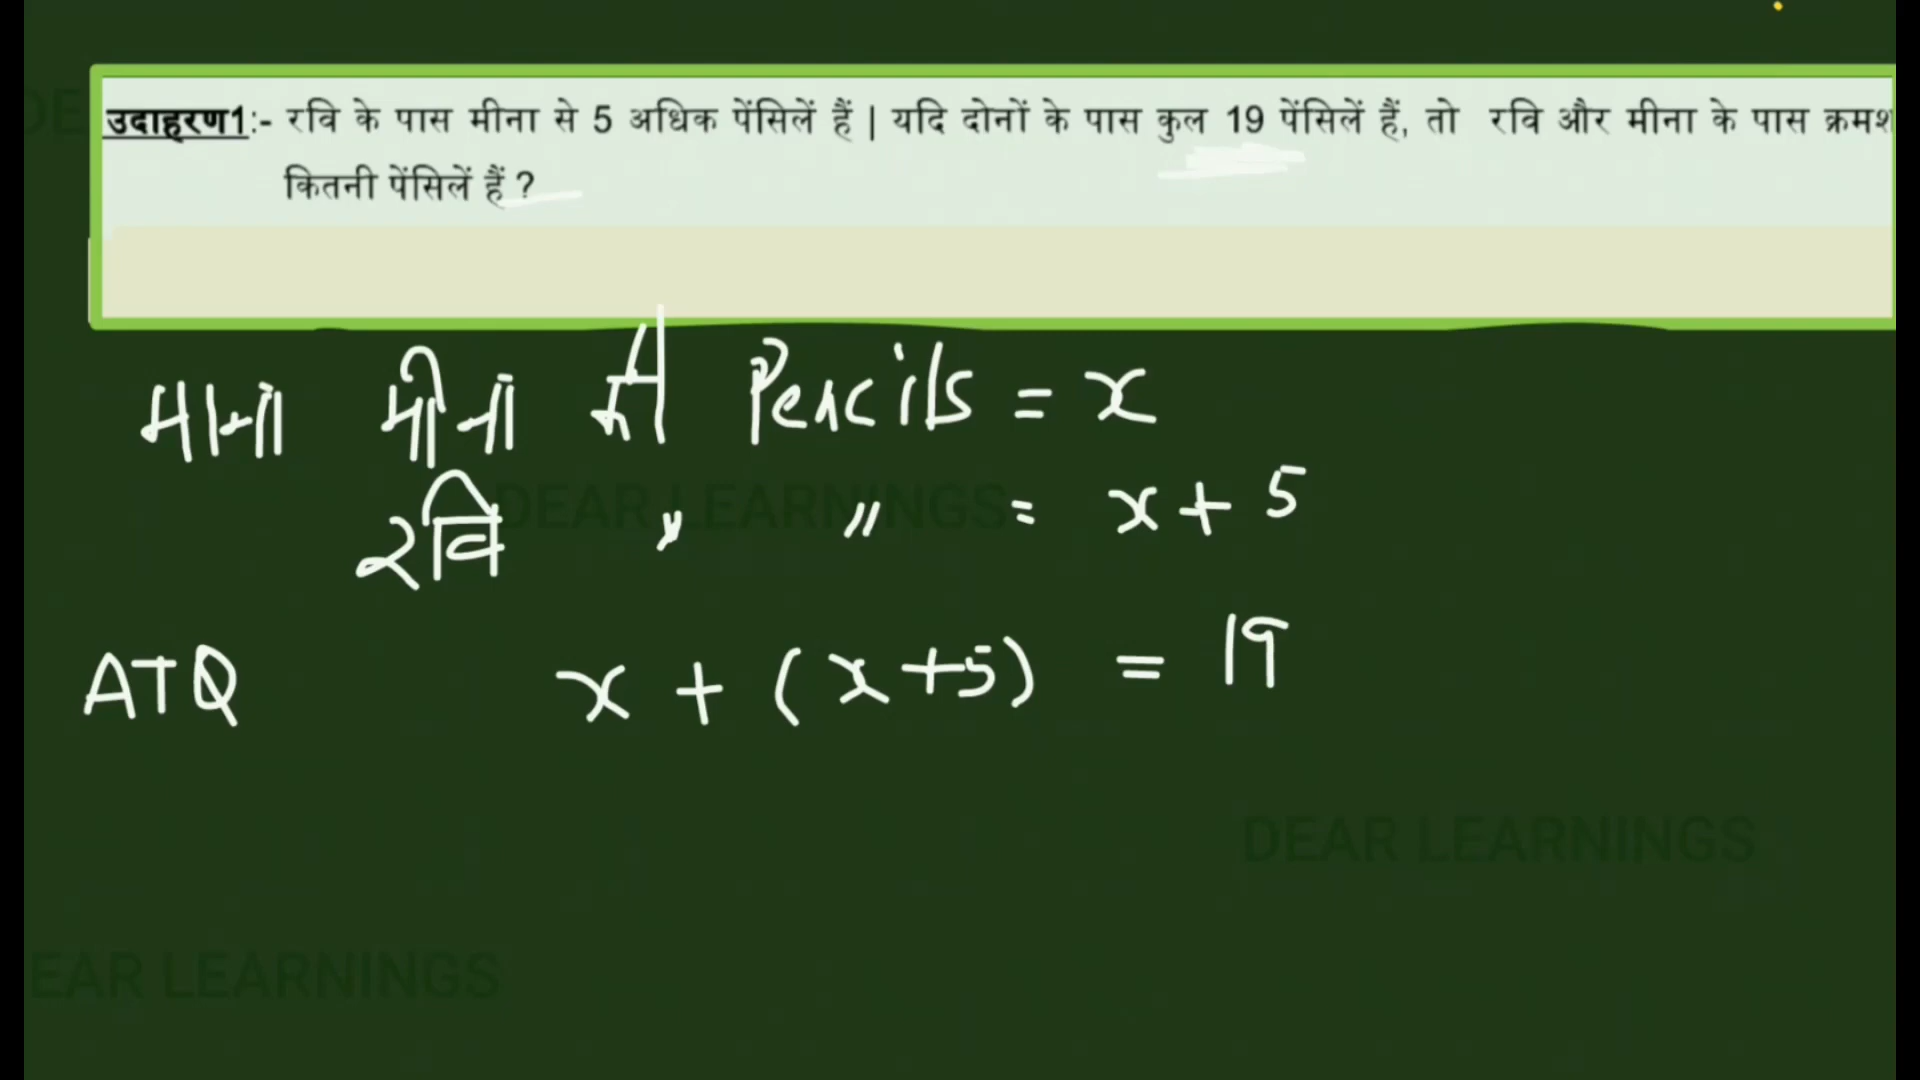 उदाहरण1:- रवि के पास मीना से 5 अधिक पेंसिलें हैं | यदि दोनों के पास कुल 19 पेंसिलें हैं, तो रवि और मीना के पास क्रमश
कितनी पेंसिलें हैं ?
माना मीना की Pencils = x
रवि " " = x + 5
ATQ x + (x+5) = 19
DEAR LEARNINGS
DEAR LEARNINGS
EAR LEARNINGS